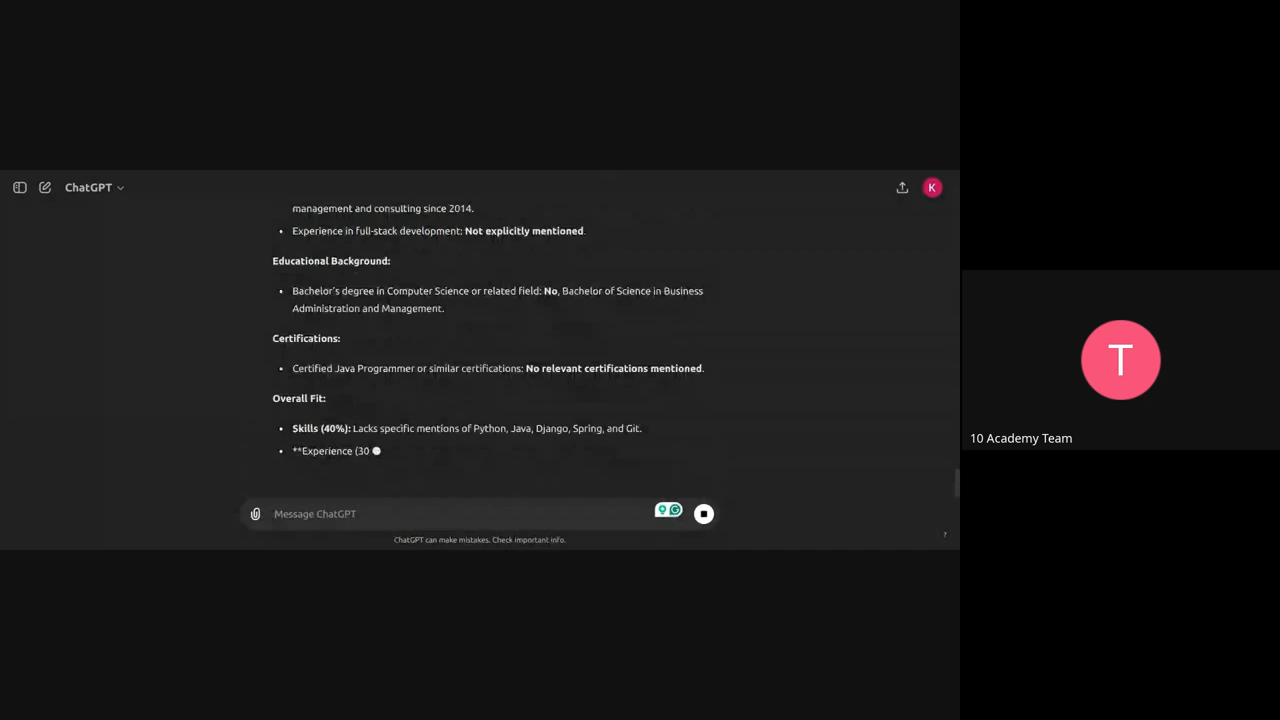 ChatGPT
K
management and consulting since 2014.
• Experience in full-stack development: Not explicitly mentioned.
Educational Background:
• Bachelor's degree in Computer Science or related field: No, Bachelor of Science in Business
Administration and Management.
Certifications:
• Certified Java Programmer or similar certifications: No relevant certifications mentioned.
Overall Fit:
• Skills (40%): Lacks specific mentions of Python, Java, Django, Spring, and Git.
• **Experience (30
Message ChatGPT
ChatGPT can make mistakes. Check important info.
?
T
10 Academy Team